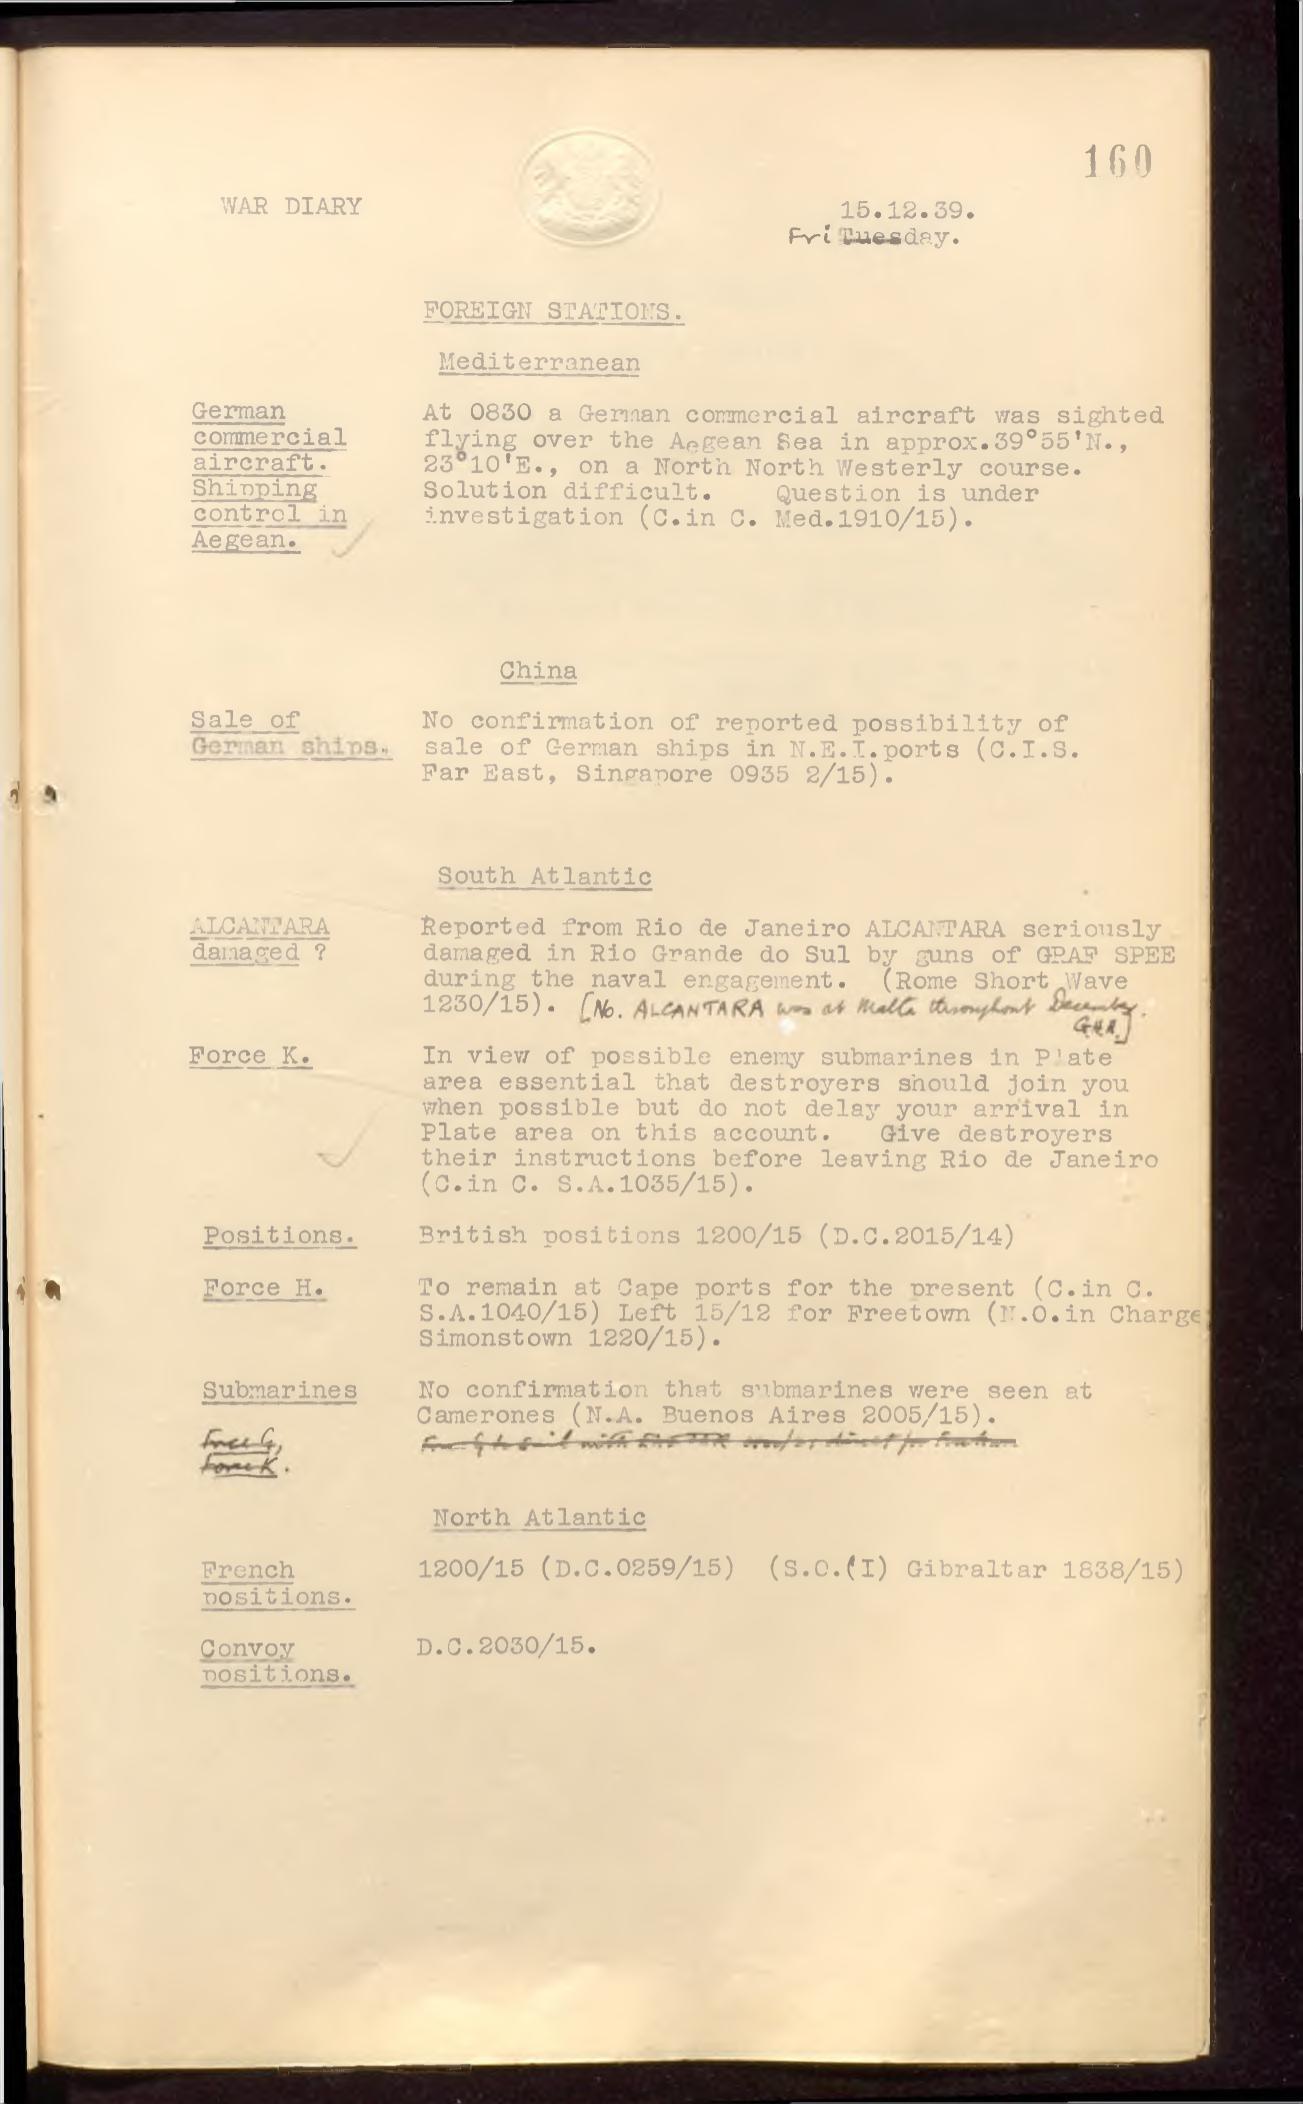 160
WAR DIARY
15.12.39.
Fri Tuesday.
FOREIGN STATIONS.
Mediterranean
German
commercial
aircraft.
Shipping
control in
Aegean.
At 0830 a German commercial aircraft was sighted
flying over the Aegean Sea in approx.39°55'N.,
23°10'E., on a North North Westerly course.
Solution difficult. Question is under
investigation (C.in C. Med.1910/15).
China
Sale of
German ships.
No confirmation of reported possibility of
sale of German ships in N.E.I.ports (C.I.S.
Far East, Singapore 0935 2/15).
South Atlantic
ALCANTARA
damaged ?
Reported from Rio de Janeiro ALCANTARA seriously
damaged in Rio Grande do Sul by guns of GRAF SPEE
during the naval engagement. (Rome Short Wave
1230/15). [No. ALCANTARA was at Malta throughout December.
G.H.A.]
Force K.
In view of possible enemy submarines in Plate
area essential that destroyers should join you
when possible but do not delay your arrival in
Plate area on this account. Give destroyers
their instructions before leaving Rio de Janeiro
(C.in C. S.A.1035/15).
Positions.
British positions 1200/15 (D.C.2015/14)
Force H.
To remain at Cape ports for the present (C.in C.
S.A.1040/15) Left 15/12 for Freetown (N.O.in Charge
Simonstown 1220/15).
Submarines
No confirmation that submarines were seen at
Camerones (N.A. Buenos Aires 2005/15).
Force G,
Force K.
North Atlantic
French
positions.
1200/15 (D.C.0259/15) (S.O.(I) Gibraltar 1838/15)
Convoy
positions.
D.C.2030/15.